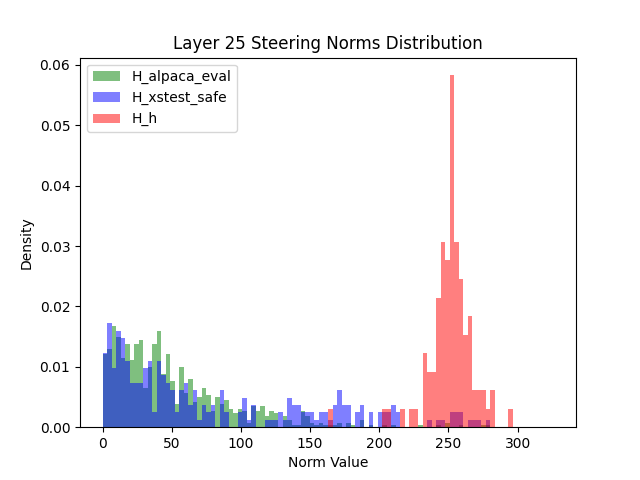 Layer 25 Steering Norms Distribution
H_alpaca_eval
H_xstest_safe
H_h
Density
0.06
0.05
0.04
0.03
0.02
0.01
0.00
0
50
100
150
200
250
300
Norm Value